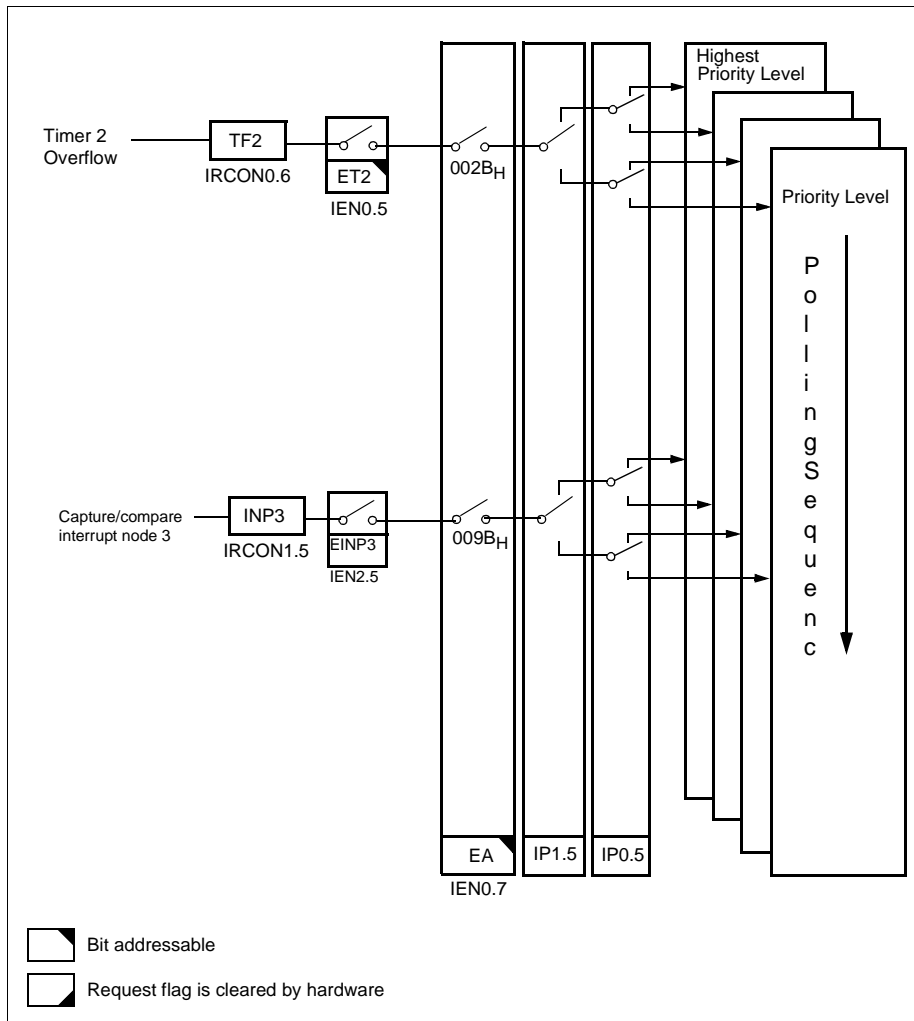 Highest
Priority Level
Timer 2
Overflow
TF2
IRCON0.6
ET2
IEN0.5
002BH
Priority Level
P
o
l
l
i
n
g
S
e
q
u
e
n
c
Capture/compare
interrupt node 3
INP3
IRCON1.5
EINP3
IEN2.5
009BH
EA
IEN0.7
IP1.5
IP0.5
Bit addressable
Request flag is cleared by hardware